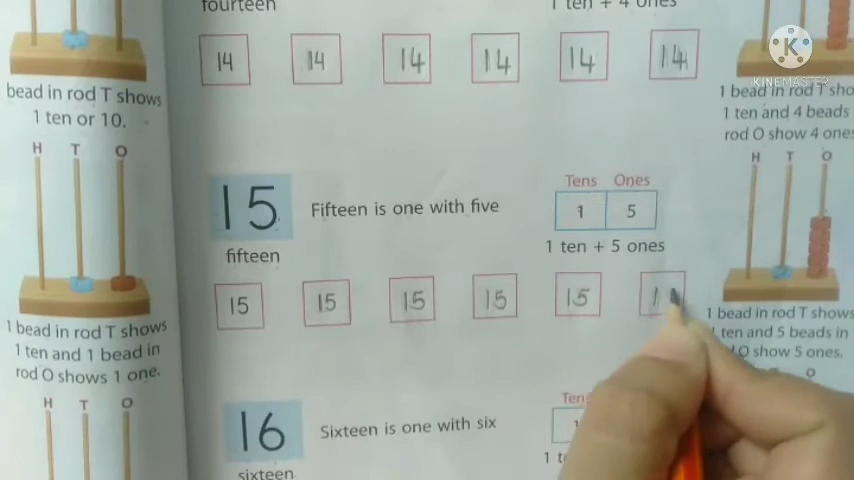 fourteen
1 ten + 4 ones
14 14 14 14 14 14
KINEMASTER
bead in rod T shows
1 ten or 10.
1 bead in rod T sho
1 ten and 4 beads
rod O show 4 ones
H T O
H T O
15
Fifteen is one with five
Tens Ones
1 5
fifteen
1 ten + 5 ones
15 15 15 15 15 1
1 bead in rod T shows
1 ten and 1 bead in
rod O shows 1 one.
1 bead in rod T shows
ten and 5 beads in
O show 5 ones.
H T O
O
16
Sixteen is one with six
Tens
sixteen